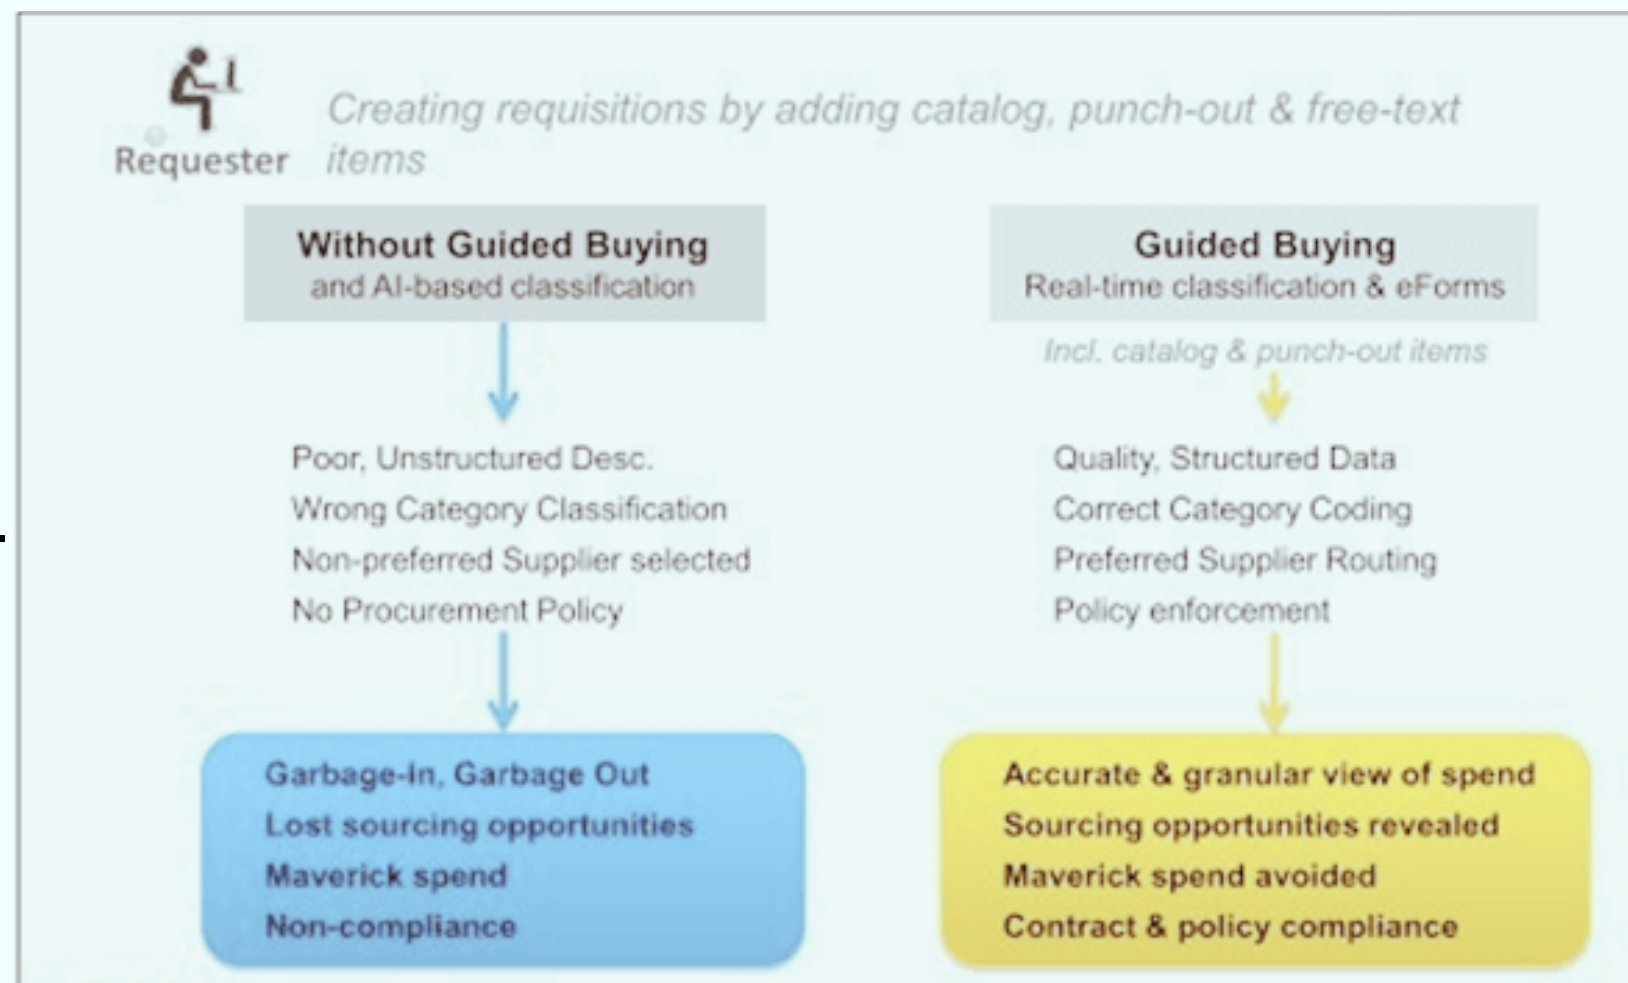 Creating requisitions by adding catalog, punch-out & free-text
items
Requester
Without Guided Buying
and AI-based classification
Poor, Unstructured Desc.
Wrong Category Classification
Non-preferred Supplier selected
No Procurement Policy
Garbage-In, Garbage Out
Lost sourcing opportunities
Maverick spend
Non-compliance
Guided Buying
Real-time classification & eForms
Incl. catalog & punch-out items
Quality, Structured Data
Correct Category Coding
Preferred Supplier Routing
Policy enforcement
Accurate & granular view of spend
Sourcing opportunities revealed
Maverick spend avoided
Contract & policy compliance